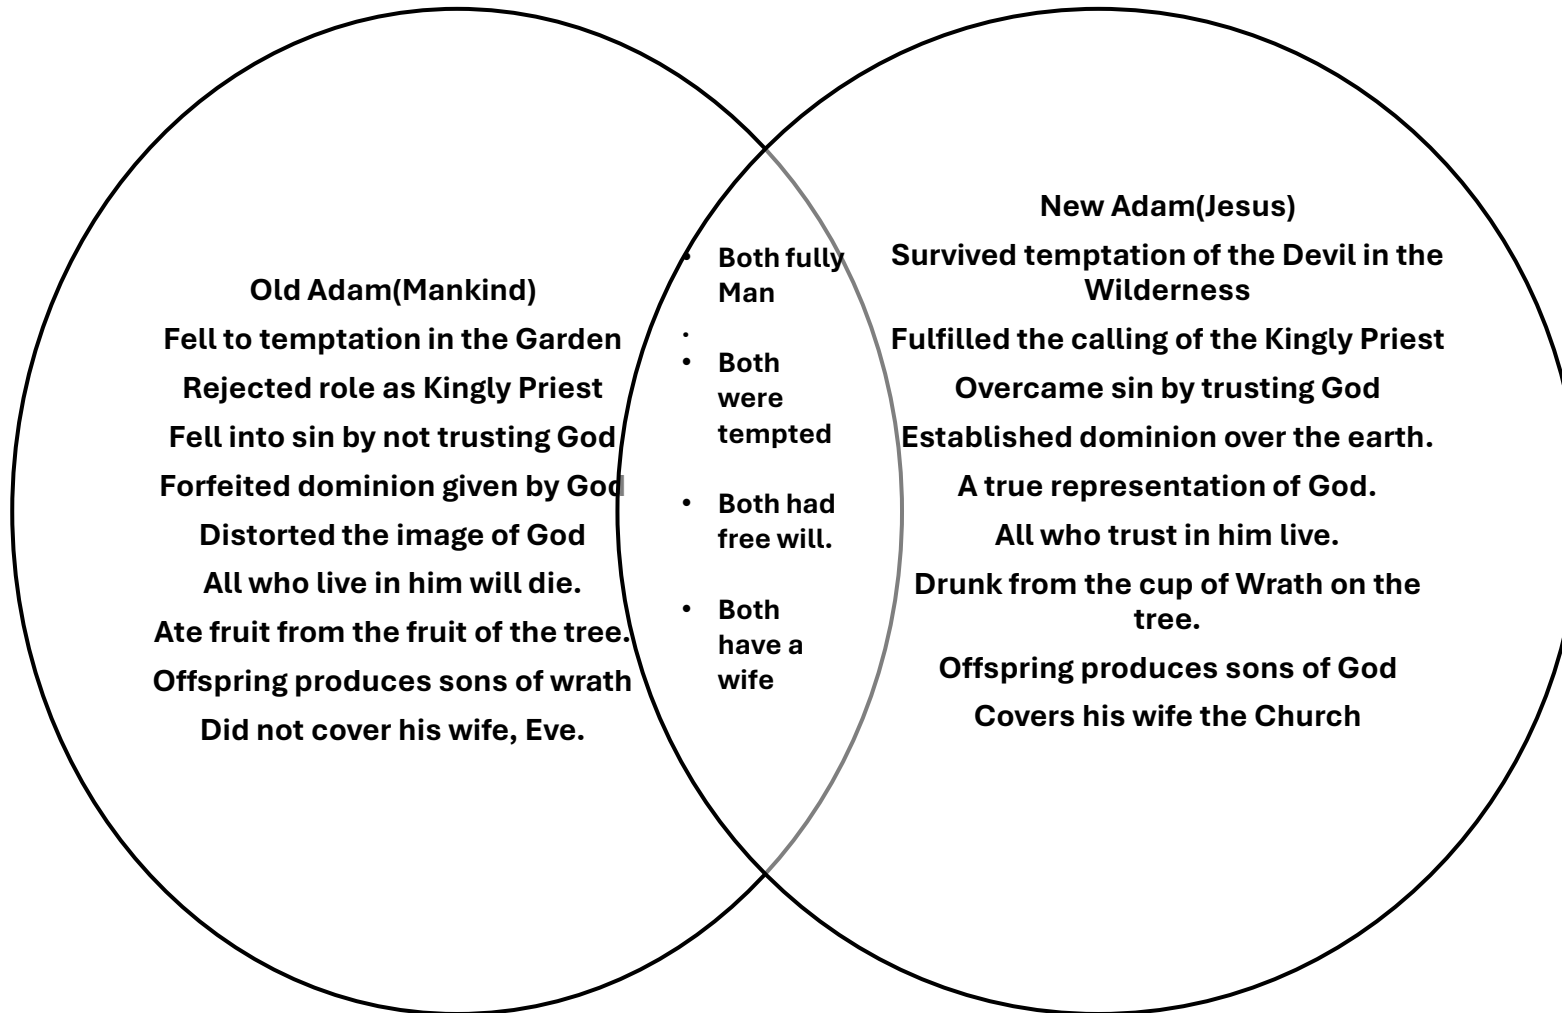 Old Adam(Mankind)
Fell to temptation in the Garden
Rejected role as Kingly Priest
Fell into sin by not trusting God
Forfeited dominion given by God
Distorted the image of God
All who live in him will die.
Ate fruit from the fruit of the tree.
Offspring produces sons of wrath
Did not cover his wife, Eve.
• Both fully
Man
•
• Both
were
tempted
• Both had
free will.
• Both
have a
wife
New Adam(Jesus)
Survived temptation of the Devil in the
Wilderness
Fulfilled the calling of the Kingly Priest
Overcame sin by trusting God
Established dominion over the earth.
A true representation of God.
All who trust in him live.
Drunk from the cup of Wrath on the
tree.
Offspring produces sons of God
Covers his wife the Church